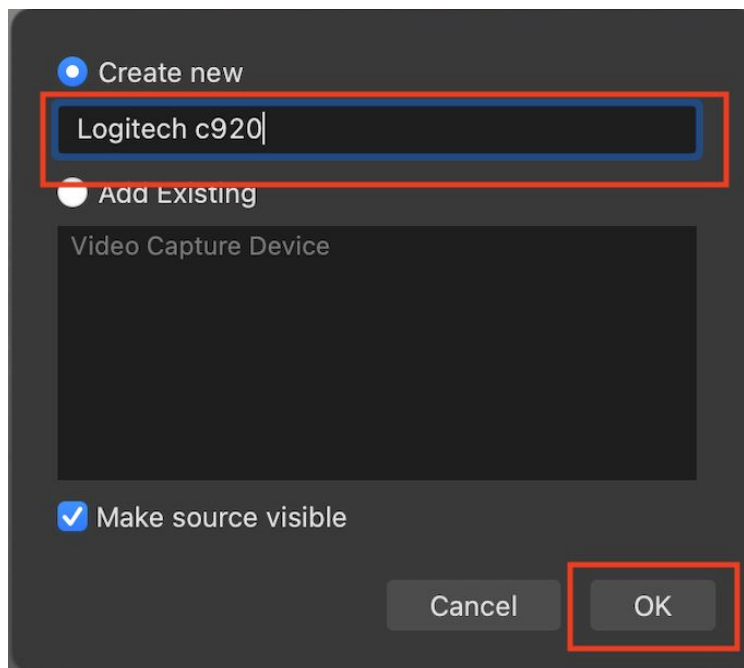 Create new
Logitech c920
Add Existing
Video Capture Device
Make source visible
Cancel OK